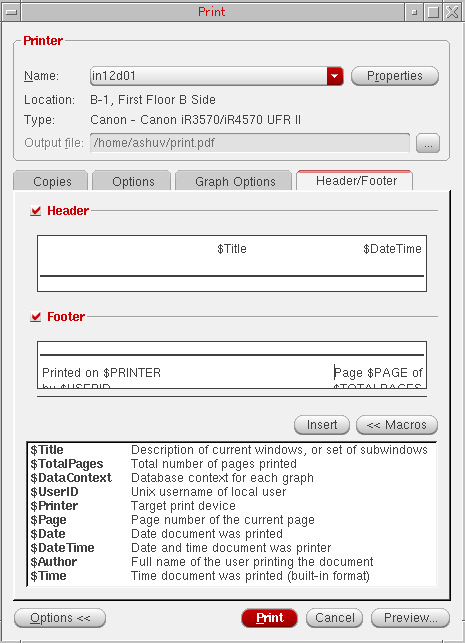 Print
Printer
Name: in12d01 Properties
Location: B-1, First Floor B Side
Type: Canon - Canon iR3570/iR4570 UFR II
Output file: /home/ashuv/print.pdf ...
Copies Options Graph Options Header/Footer
Header
$Title $DateTime
Footer
Printed on $PRINTER Page $PAGE of
by $USERID $TOTALPAGES
Insert << Macros
$Title Description of current windows, or set of subwindows
$TotalPages Total number of pages printed
$DataContext Database context for each graph
$UserID Unix username of local user
$Printer Target print device
$Page Page number of the current page
$Date Date document was printed
$DateTime Date and time document was printer
$Author Full name of the user printing the document
$Time Time document was printed (built-in format)
Options << Print Cancel Preview...